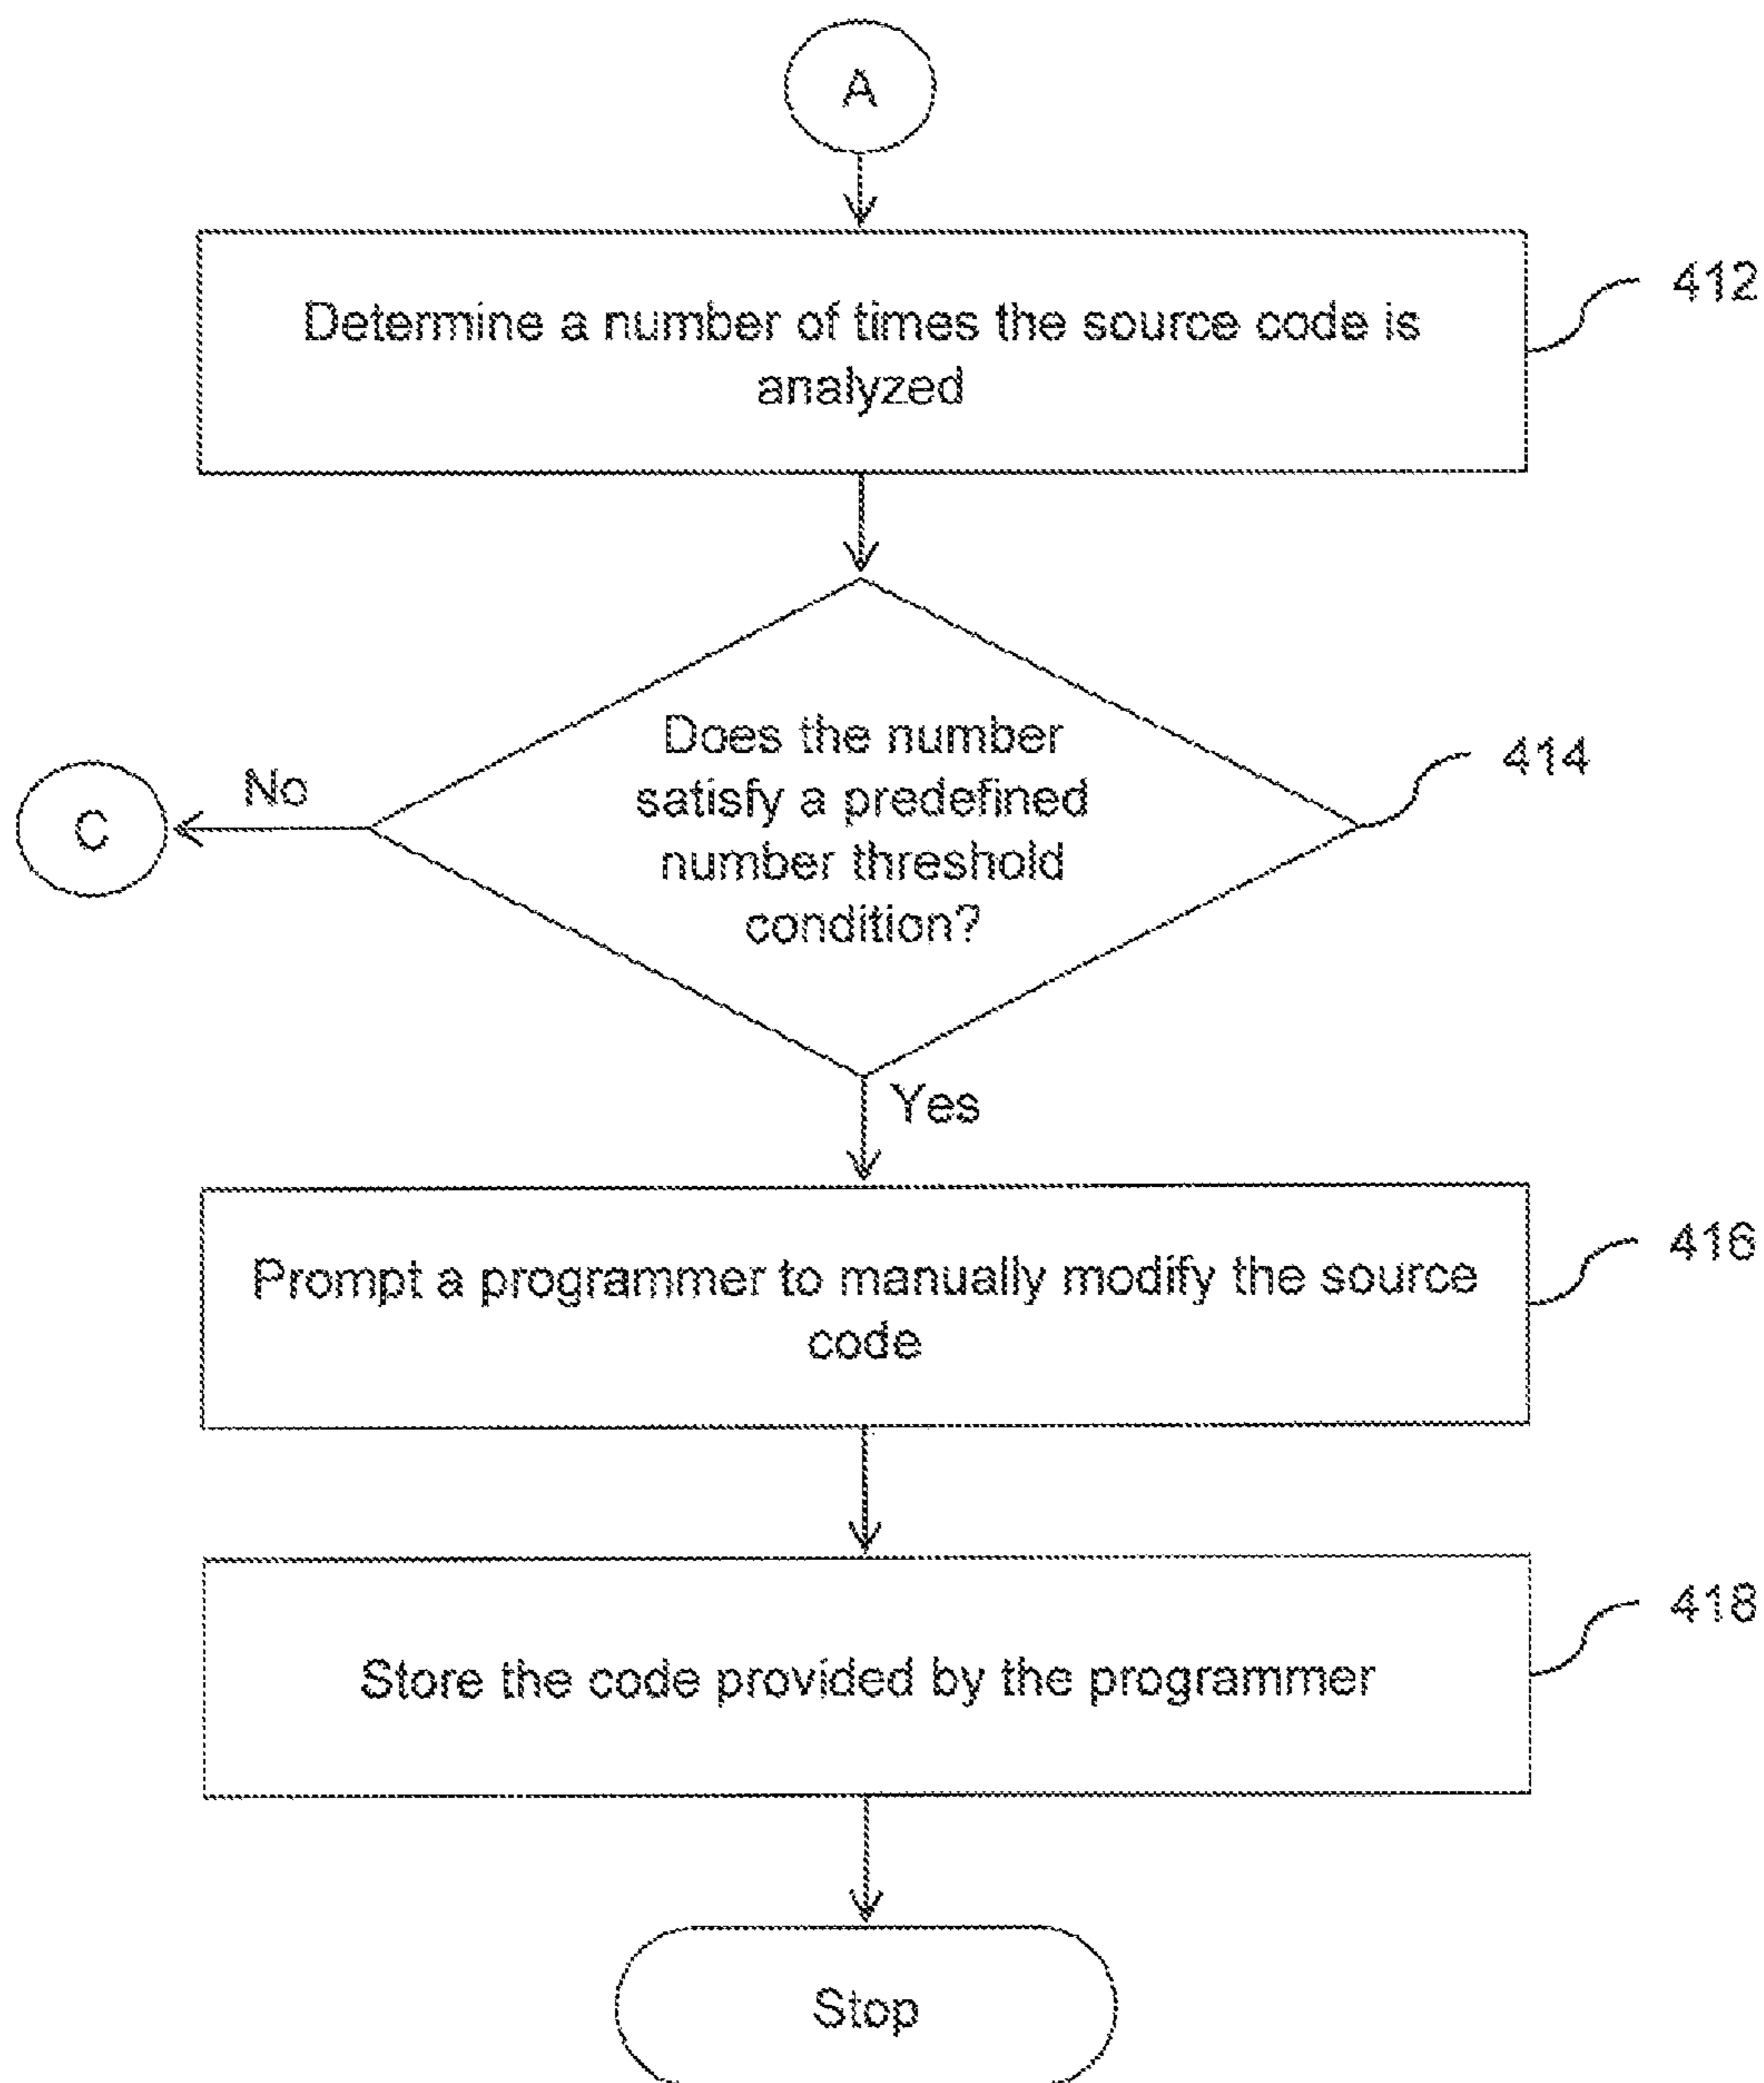 A
Determine a number of times the source code is
analyzed
412
Does the number
satisfy a predefined
number threshold
condition?
414
No
C
Yes
Prompt a programmer to manually modify the source
code
416
Store the code provided by the programmer
418
Stop